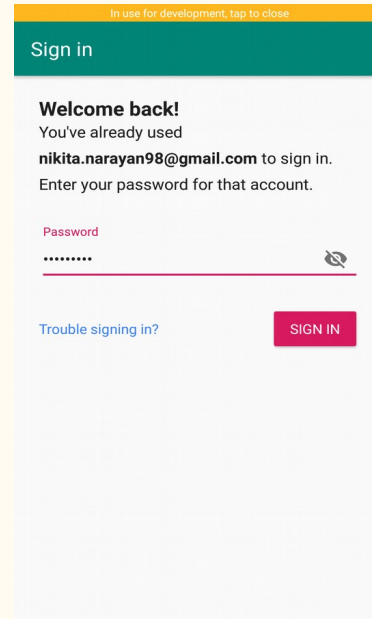 In use for development, tap to close
Sign in
Welcome back!
You've already used
nikita.narayan98@gmail.com to sign in.
Enter your password for that account.
Password
•••••••••
Trouble signing in?
SIGN IN